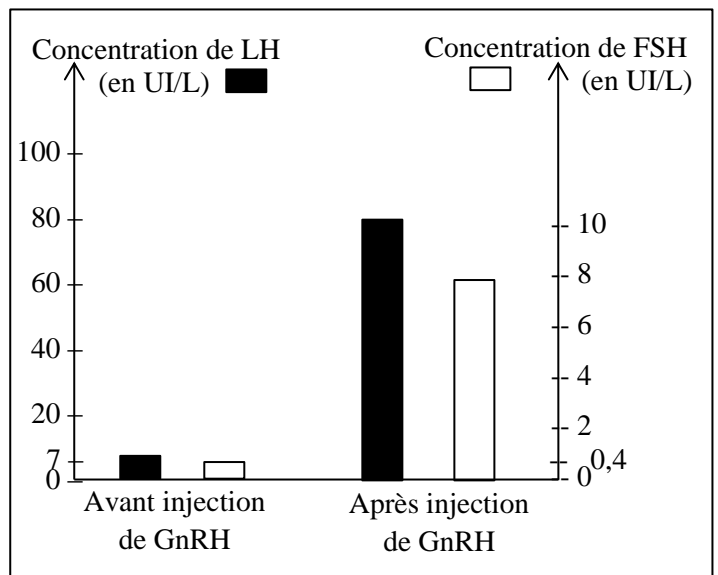 Concentration de LH
(en UI/L)
Concentration de FSH
(en UI/L)
100
80
60
40
20
7
0
10
8
6
4
2
0,4
0
Avant injection
de GnRH
Après injection
de GnRH